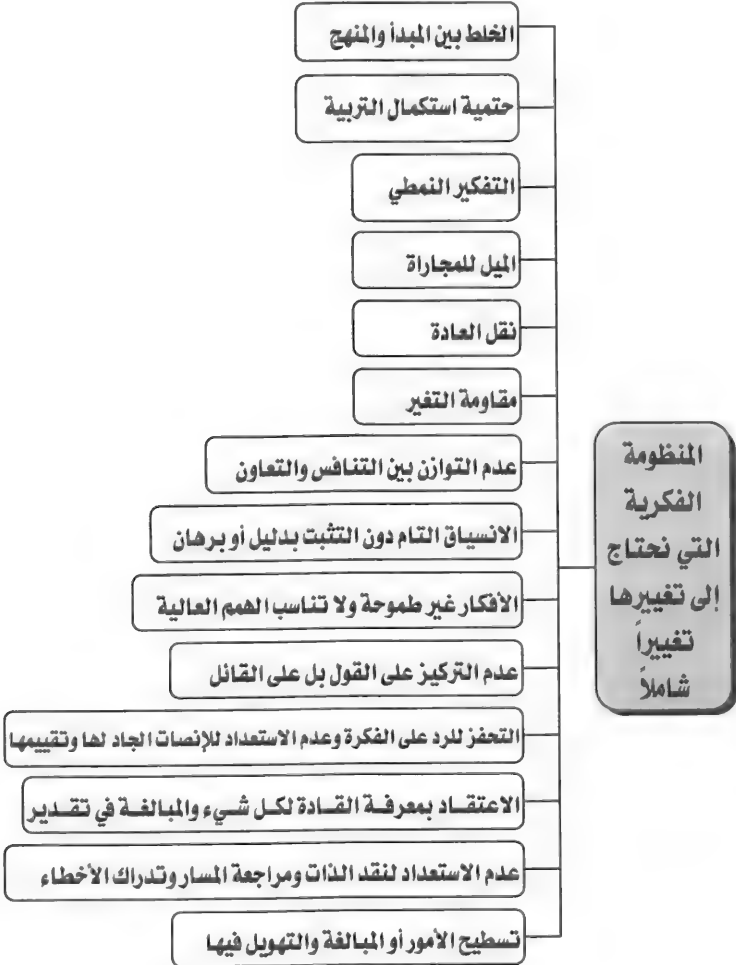 المنظومة
الفكرية
التي نحتاج
إلى تغييرها
تغييراً
شاملاً
الخلط بين المبدأ والمنهج
حتمية استكمال التربية
التفكير النمطي
الميل للمجاراة
نقل العادة
مقاومة التغير
عدم التوازن بين التنافس والتعاون
الانسياق التام دون التثبت بدليل أو برهان
الأفكار غير طموحة ولا تناسب الهمم العالية
عدم التركيز على القول بل على القائل
التحفز للرد على الفكرة وعدم الاستعداد للإنصات الجاد لها وتقييمها
الاعتقاد بمعرفة القادة لكل شيء والمبالغة في تقدير
عدم الاستعداد لنقد الذات ومراجعة المسار وتدراك الأخطاء
تسطيح الأمور أو المبالغة والتهويل فيها